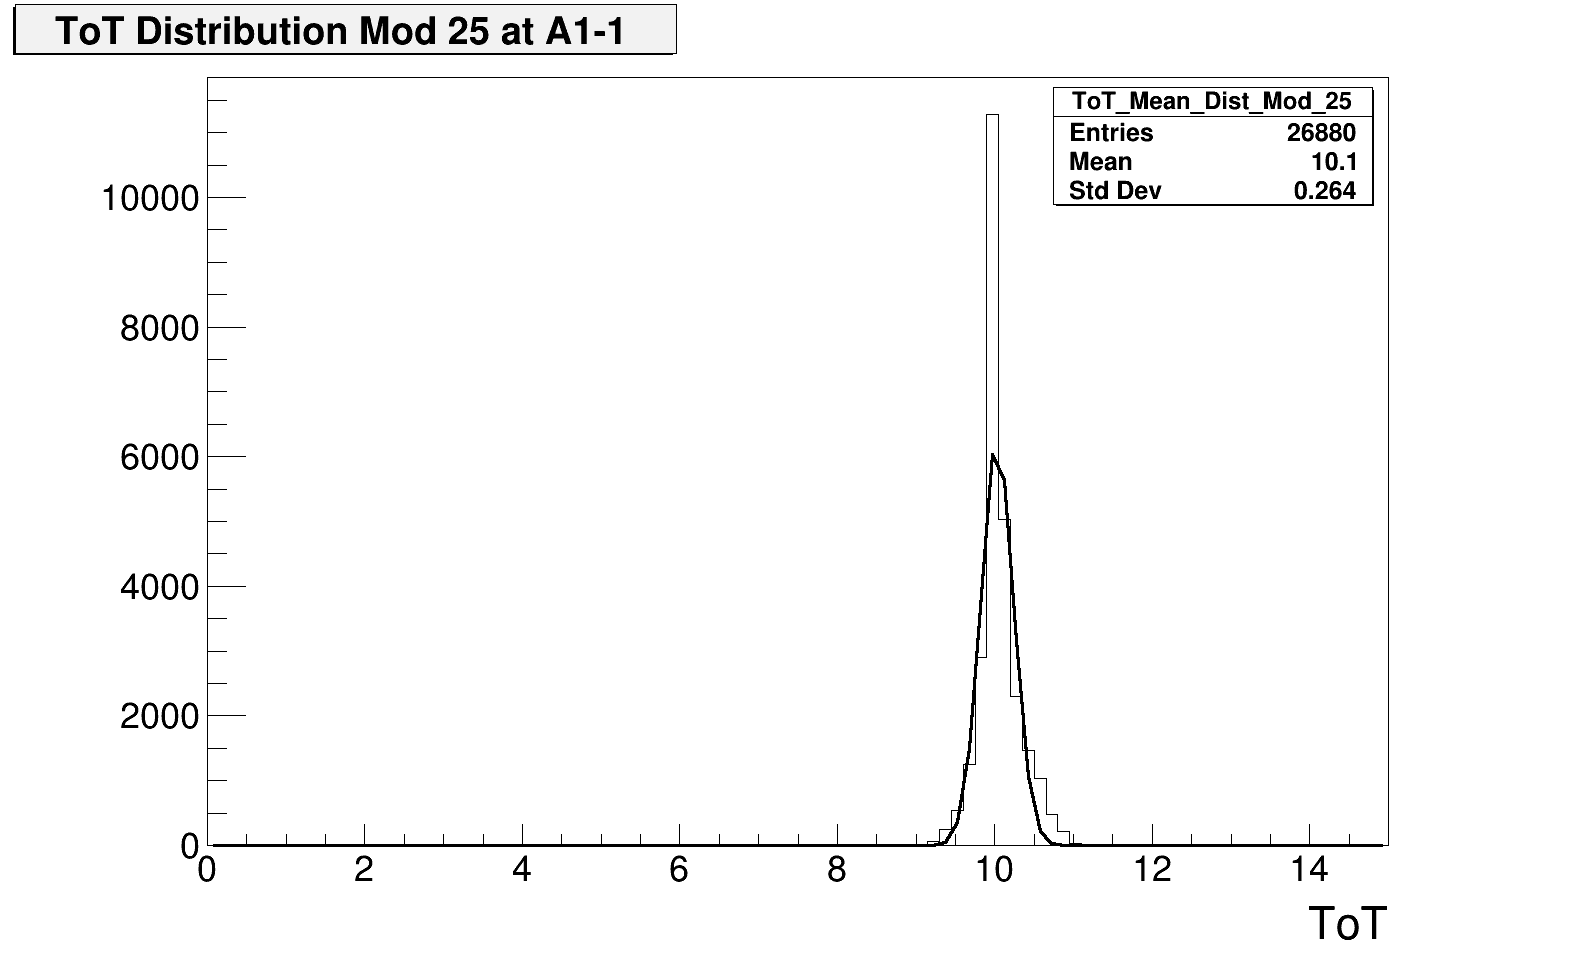 ToT Distribution Mod 25 at A1-1
ToT_Mean_Dist_Mod_25
Entries 26880
Mean 10.1
Std Dev 0.264
10000
8000
6000
4000
2000
0
0 2 4 6 8 10 12 14
ToT